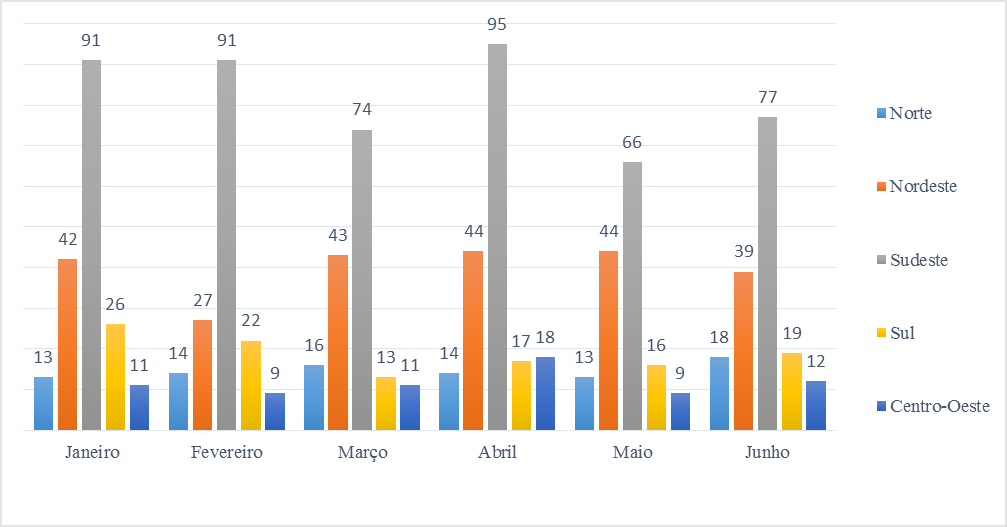 95
91 91
77
74
66
42 43 44 44
39
26 27
22
13 14 16 14 13 18
11 9 13 11 17 18 16 9 19 12
Janeiro Fevereiro Março Abril Maio Junho
Norte
Nordeste
Sudeste
Sul
Centro-Oeste